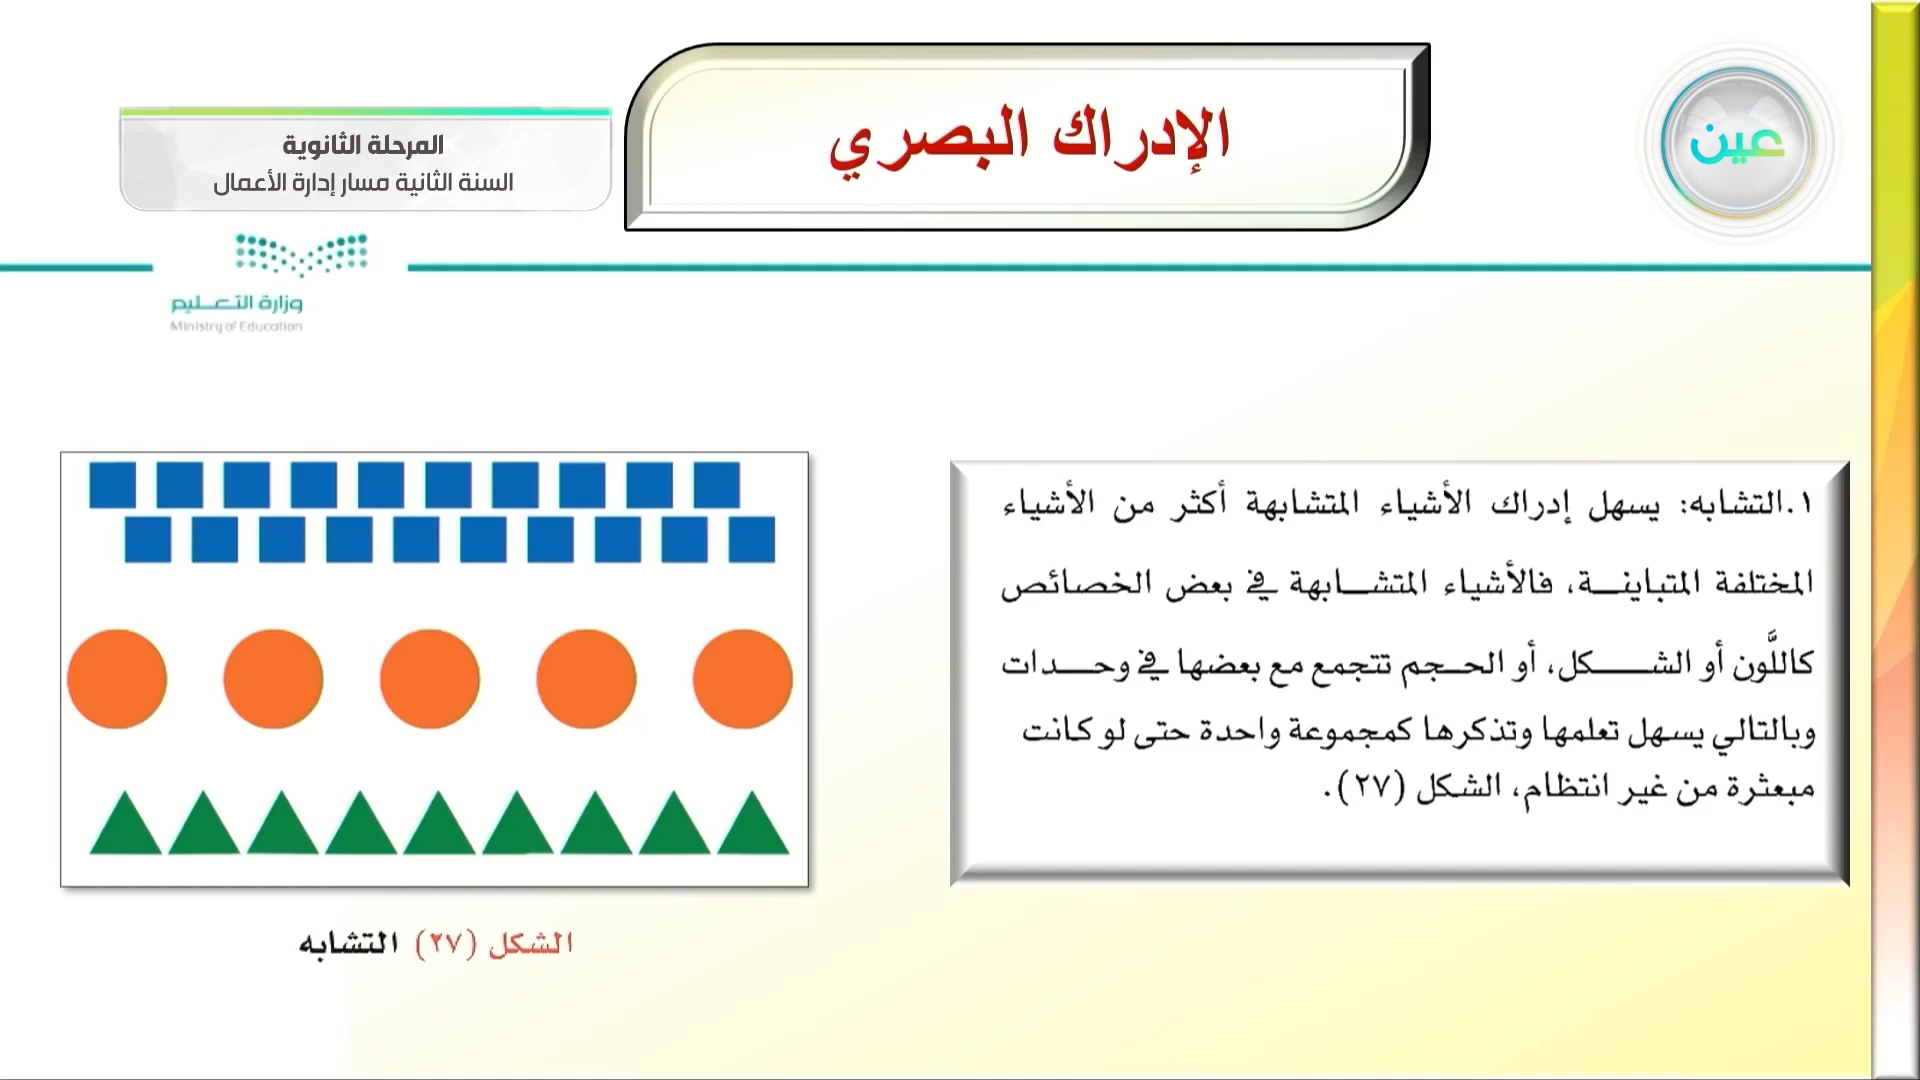 عين
الإدراك البصري
المرحلة الثانوية
السنة الثانية مسار إدارة الأعمال
وزارة التعليم
Ministry of Education
١.التشابه: يسهل إدراك الأشياء المتشابهة أكثر من الأشياء
المختلفة المتباينة، فالأشياء المتشابهة في بعض الخصائص
كاللَّون أو الشكل، أو الحجم تتجمع مع بعضها في وحدات
وبالتالي يسهل تعلمها وتذكرها كمجموعة واحدة حتى لو كانت
مبعثرة من غير انتظام، الشكل (٢٧).
الشكل (٢٧) التشابه